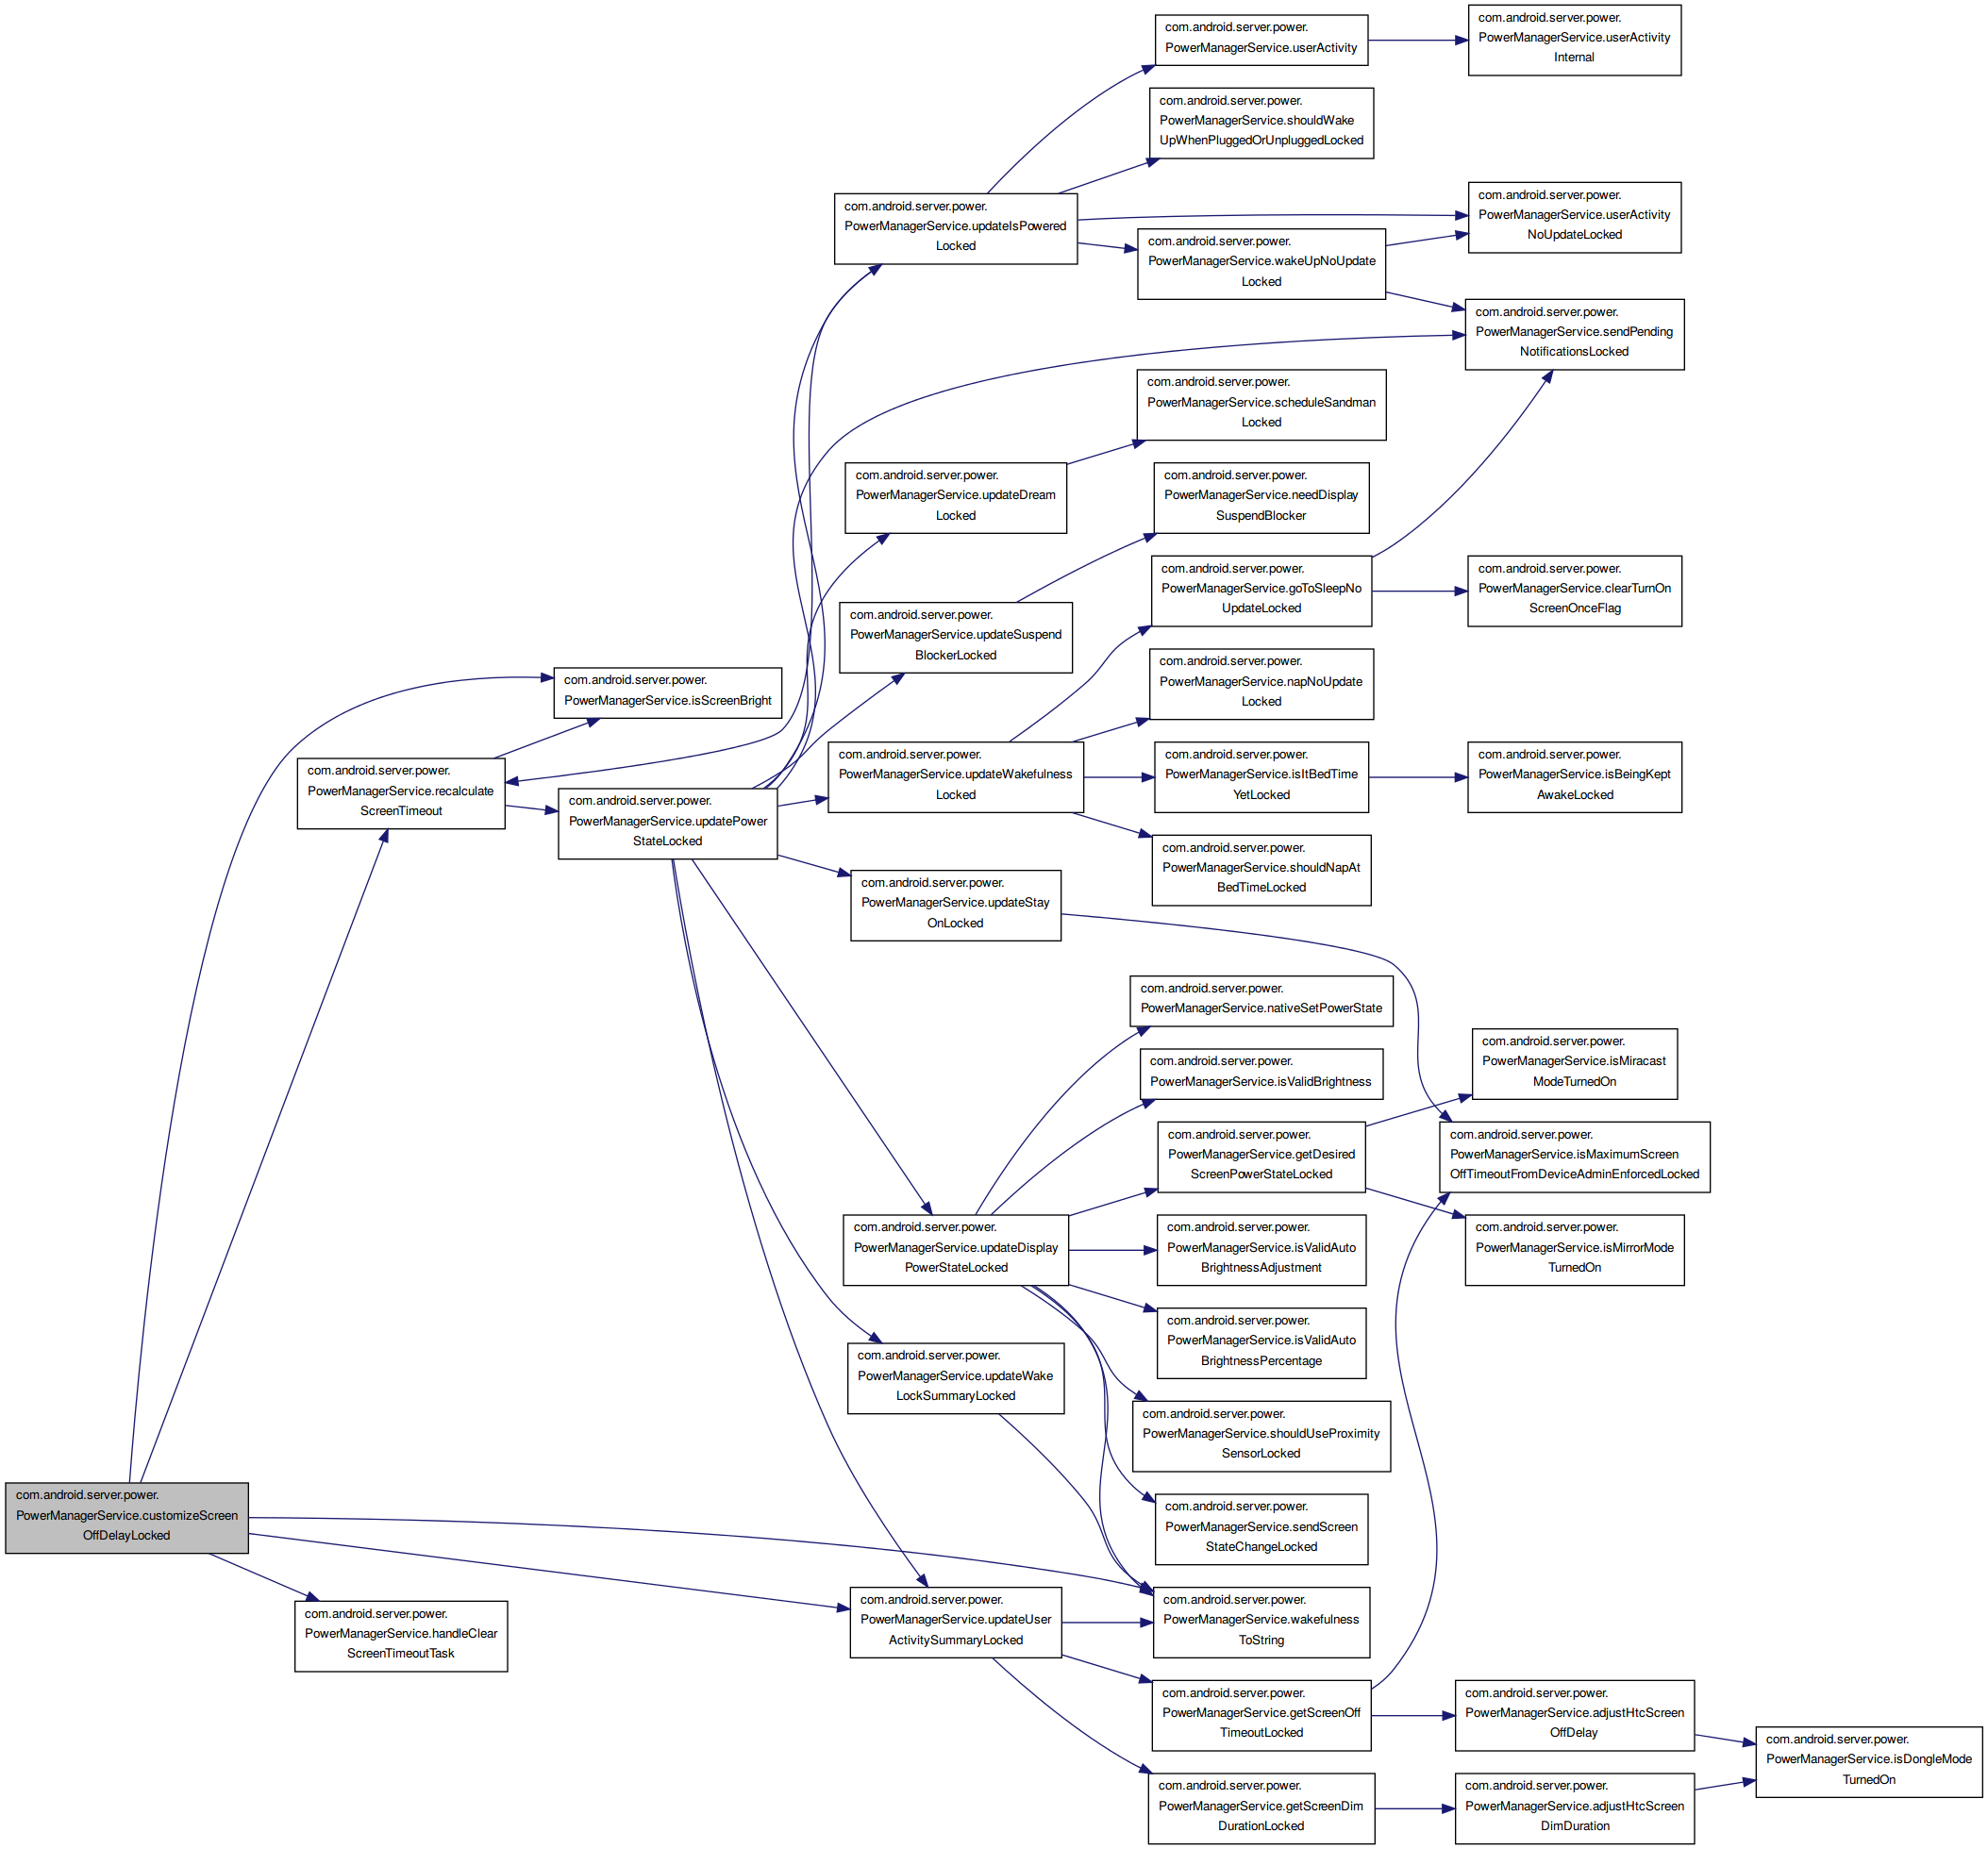 com.android.server.power.
PowerManagerService.userActivity
com.android.server.power.
PowerManagerService.userActivity
Internal
com.android.server.power.
PowerManagerService.shouldWake
UpWhenPluggedOrUnpluggedLocked
com.android.server.power.
PowerManagerService.updateIsPowered
Locked
com.android.server.power.
PowerManagerService.userActivity
NoUpdateLocked
com.android.server.power.
PowerManagerService.wakeUpNoUpdate
Locked
com.android.server.power.
PowerManagerService.sendPending
NotificationsLocked
com.android.server.power.
PowerManagerService.scheduleSandman
Locked
com.android.server.power.
PowerManagerService.updateDream
Locked
com.android.server.power.
PowerManagerService.needDisplay
SuspendBlocker
com.android.server.power.
PowerManagerService.goToSleepNo
UpdateLocked
com.android.server.power.
PowerManagerService.clearTurnOn
ScreenOnceFlag
com.android.server.power.
PowerManagerService.updateSuspend
BlockerLocked
com.android.server.power.
PowerManagerService.napNoUpdate
Locked
com.android.server.power.
PowerManagerService.isScreenBright
com.android.server.power.
PowerManagerService.recalculate
ScreenTimeout
com.android.server.power.
PowerManagerService.updatePower
StateLocked
com.android.server.power.
PowerManagerService.updateWakefulness
Locked
com.android.server.power.
PowerManagerService.isItBedTime
YetLocked
com.android.server.power.
PowerManagerService.isBeingKept
AwakeLocked
com.android.server.power.
PowerManagerService.shouldNapAt
BedTimeLocked
com.android.server.power.
PowerManagerService.updateStay
OnLocked
com.android.server.power.
PowerManagerService.nativeSetPowerState
com.android.server.power.
PowerManagerService.isValidBrightness
com.android.server.power.
PowerManagerService.isMiracast
ModeTurnedOn
com.android.server.power.
PowerManagerService.getDesired
ScreenPowerStateLocked
com.android.server.power.
PowerManagerService.isMaximumScreen
OffTimeoutFromDeviceAdminEnforcedLocked
com.android.server.power.
PowerManagerService.updateDisplay
PowerStateLocked
com.android.server.power.
PowerManagerService.isValidAuto
BrightnessAdjustment
com.android.server.power.
PowerManagerService.isMirrorMode
TurnedOn
com.android.server.power.
PowerManagerService.isValidAuto
BrightnessPercentage
com.android.server.power.
PowerManagerService.updateWake
LockSummaryLocked
com.android.server.power.
PowerManagerService.shouldUseProximity
SensorLocked
com.android.server.power.
PowerManagerService.customizeScreen
OffDelayLocked
com.android.server.power.
PowerManagerService.sendScreen
StateChangeLocked
com.android.server.power.
PowerManagerService.handleClear
ScreenTimeoutTask
com.android.server.power.
PowerManagerService.updateUser
ActivitySummaryLocked
com.android.server.power.
PowerManagerService.wakefulness
ToString
com.android.server.power.
PowerManagerService.getScreenOff
TimeoutLocked
com.android.server.power.
PowerManagerService.adjustHtcScreen
OffDelay
com.android.server.power.
PowerManagerService.isDongleMode
TurnedOn
com.android.server.power.
PowerManagerService.getScreenDim
DurationLocked
com.android.server.power.
PowerManagerService.adjustHtcScreen
DimDuration